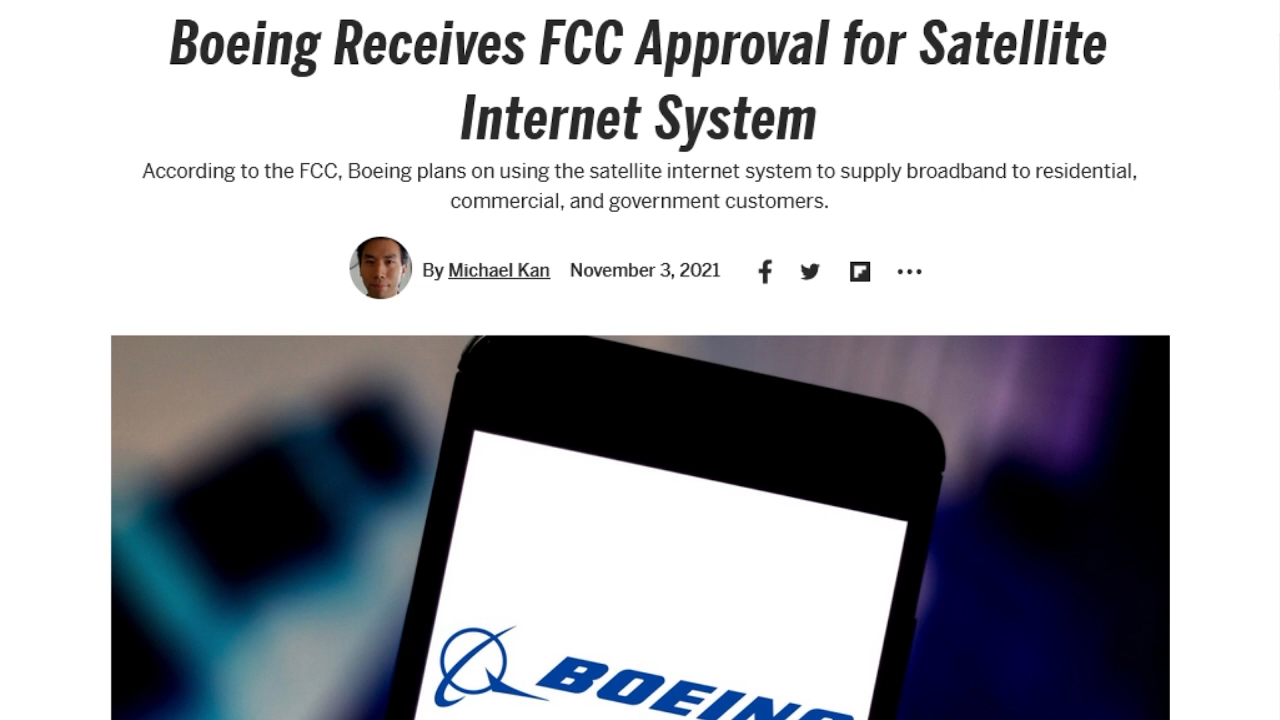 Boeing Receives FCC Approval for Satellite
Internet System
According to the FCC, Boeing plans on using the satellite internet system to supply broadband to residential,
commercial, and government customers.
By Michael Kan November 3, 2021
BOEING